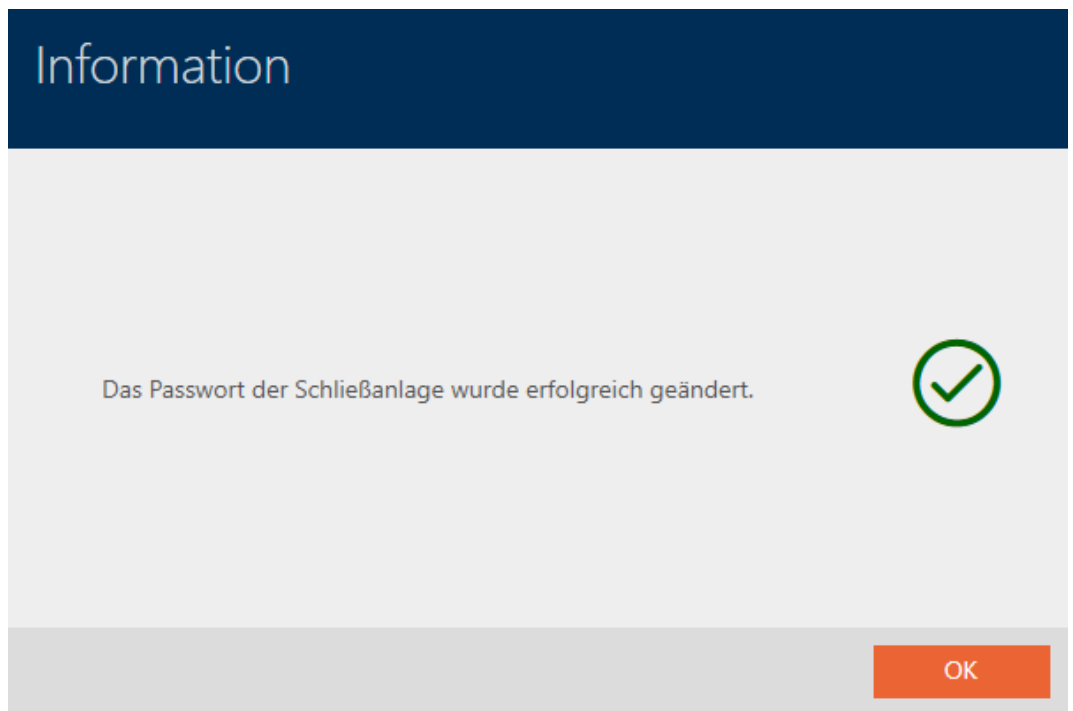 Information
Das Passwort der Schließanlage wurde erfolgreich geändert.
OK